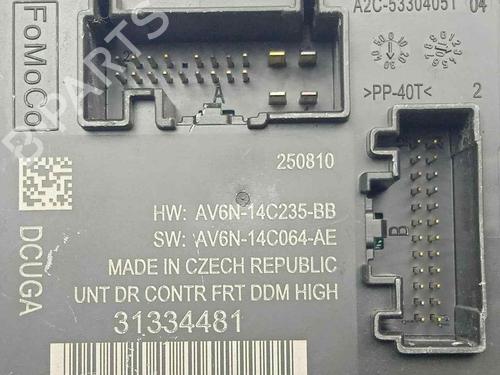 FoMoCo
A2C-53304051 04
>PP-40T< 2
A
B
250810
HW: AV6N-14C235-BB
SW: AV6N-14C064-AE
MADE IN CZECH REPUBLIC
UNT DR CONTR FRT DDM HIGH
31334481
DCUGA
B PARTS